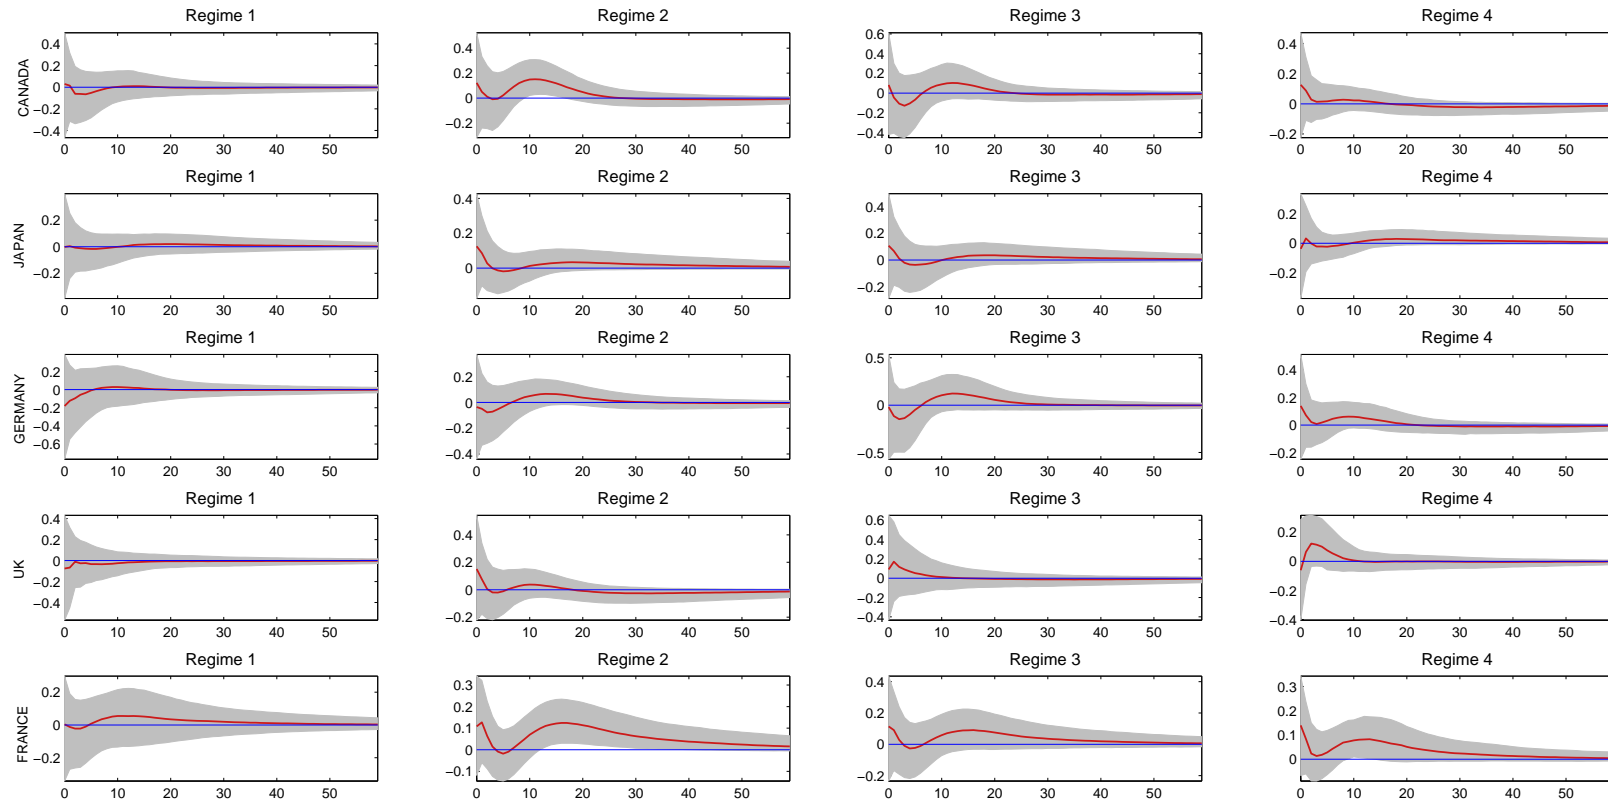 Regime 1 Regime 2 Regime 3 Regime 4
CANADA
0.4 0.2 0 −0.2 −0.4
0.4 0.2 0 −0.2
0.6 0.4 0.2 0 −0.2 −0.4
0.4 0.2 0 −0.2
0 10 20 30 40 50 0 10 20 30 40 50 0 10 20 30 40 50 0 10 20 30 40 50
Regime 1 Regime 2 Regime 3 Regime 4
JAPAN
0.2 0 −0.2
0.4 0.2 0
0.4 0.2 0 −0.2
0.2 0 −0.2
0 10 20 30 40 50 0 10 20 30 40 50 0 10 20 30 40 50 0 10 20 30 40 50
Regime 1 Regime 2 Regime 3 Regime 4
GERMANY
0.2 0 −0.2 −0.4 −0.6
0.2 0 −0.2 −0.4
0.5 0 −0.5
0.4 0.2 0 −0.2
0 10 20 30 40 50 0 10 20 30 40 50 0 10 20 30 40 50 0 10 20 30 40 50
Regime 1 Regime 2 Regime 3 Regime 4
UK
0.4 0.2 0 −0.2 −0.4
0.4 0.2 0 −0.2
0.6 0.4 0.2 0 −0.2 −0.4
0.2 0 −0.2 −0.4
0 10 20 30 40 50 0 10 20 30 40 50 0 10 20 30 40 50 0 10 20 30 40 50
Regime 1 Regime 2 Regime 3 Regime 4
FRANCE
0.2 0 −0.2
0.3 0.2 0.1 0 −0.1
0.4 0.2 0 −0.2
0.3 0.2 0.1 0
0 10 20 30 40 50 0 10 20 30 40 50 0 10 20 30 40 50 0 10 20 30 40 50